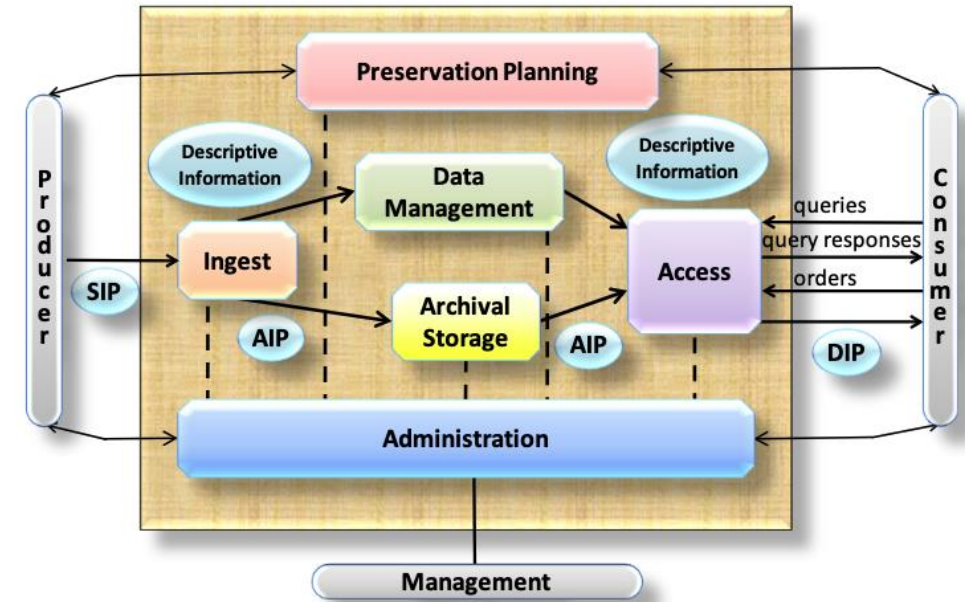 Preservation Planning
Producer
Descriptive
Information
Data
Management
Descriptive
Information
Consumer
SIP
Ingest
AIP
Archival
Storage
AIP
Access
queries
query responses
orders
DIP
Administration
Management